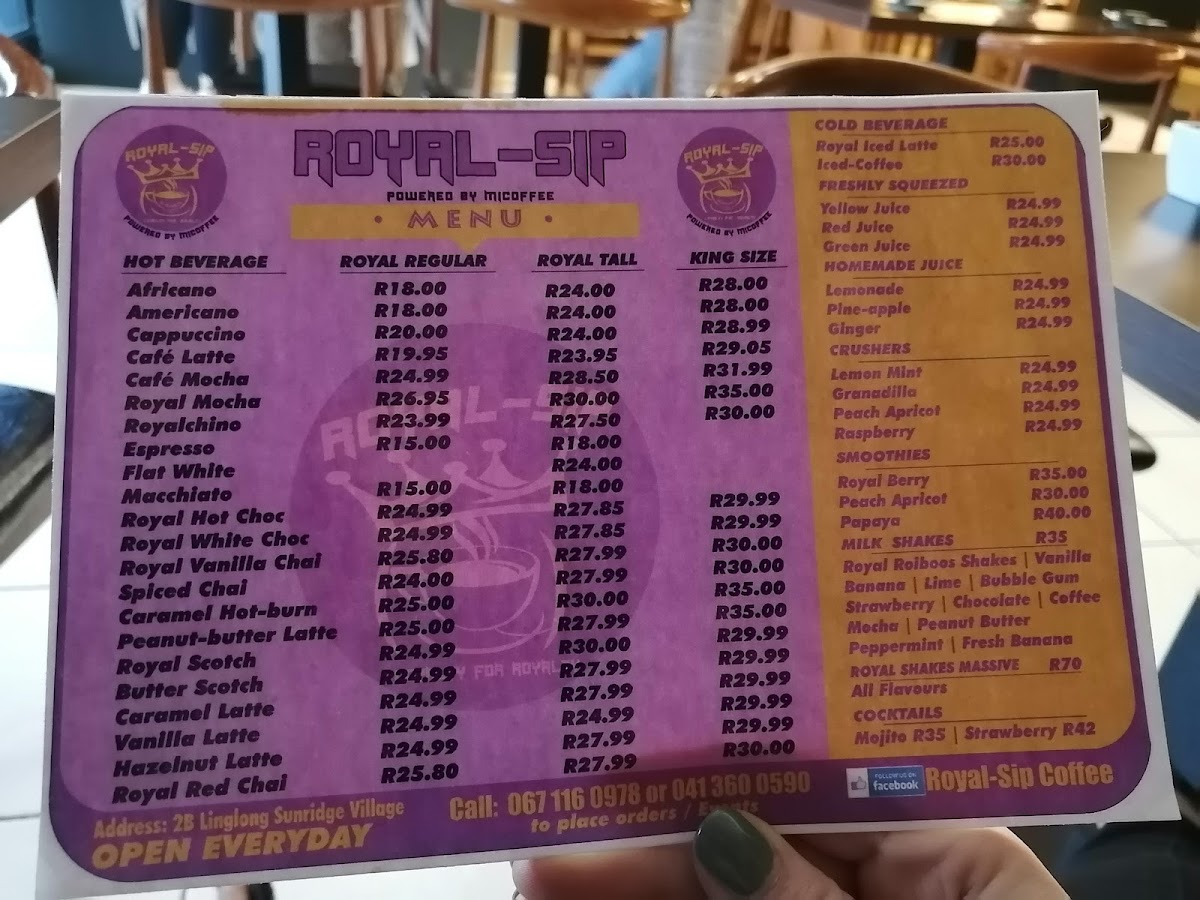 ROYAL-SIP
POWERED BY MICOFFEE
ROYAL-SIP
POWERED BY MICOFFEE
• MENU •
ROYAL-SIP
POWERED BY MICOFFEE
HOT BEVERAGE ROYAL REGULAR ROYAL TALL KING SIZE
Africano R18.00 R24.00 R28.00
Americano R18.00 R24.00 R28.00
Cappuccino R20.00 R24.00 R28.99
Café Latte R19.95 R23.95 R29.05
Café Mocha R24.99 R28.50 R31.99
Royal Mocha R26.95 R30.00 R35.00
Royalchino R23.99 R27.50 R30.00
Espresso R15.00 R18.00
Flat White R24.00
Macchiato R15.00 R18.00
Royal Hot Choc R24.99 R27.85 R29.99
Royal White Choc R24.99 R27.85 R29.99
Royal Vanilla Chai R25.80 R27.99 R30.00
Spiced Chai R24.00 R27.99 R30.00
Caramel Hot-burn R25.00 R30.00 R35.00
Peanut-butter Latte R25.00 R27.99 R35.00
Royal Scotch R24.99 R30.00 R29.99
Butter Scotch R24.99 R27.99 R29.99
Caramel Latte R24.99 R27.99 R29.99
Vanilla Latte R24.99 R24.99 R29.99
Hazelnut Latte R24.99 R27.99 R29.99
Royal Red Chai R25.80 R27.99 R30.00
COLD BEVERAGE
Royal Iced Latte R25.00
Iced-Coffee R30.00
FRESHLY SQUEEZED
Yellow Juice R24.99
Red Juice R24.99
Green Juice R24.99
HOMEMADE JUICE
Lemonade R24.99
Pine-apple R24.99
Ginger R24.99
CRUSHERS
Lemon Mint R24.99
Granadilla R24.99
Peach Apricot R24.99
Raspberry R24.99
SMOOTHIES
Royal Berry R35.00
Peach Apricot R30.00
Papaya R40.00
MILK SHAKES R35
Royal Roiboos Shakes | Vanilla
Banana | Lime | Bubble Gum
Strawberry | Chocolate | Coffee
Mocha | Peanut Butter
Peppermint | Fresh Banana
ROYAL SHAKES MASSIVE R70
All Flavours
COCKTAILS
Mojito R35 | Strawberry R42
Address: 2B Linglong Sunridge Village
OPEN EVERYDAY
Call: 067 116 0978 or 041 360 0590
to place orders / Events
FOLLOW US ON
facebook
Royal-Sip Coffee